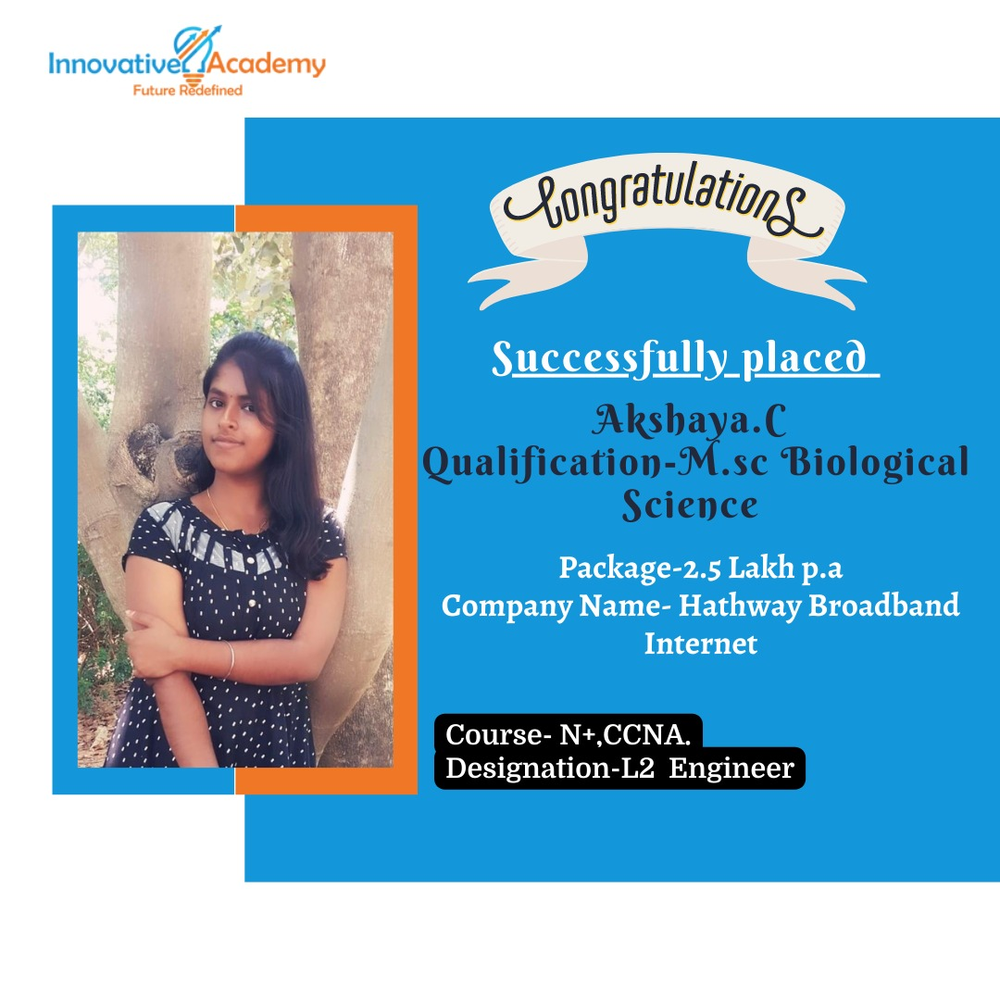 Innovative Academy
Future Redefined
Congratulations
Successfully placed
Akshaya.C
Qualification-M.sc Biological
Science
Package-2.5 Lakh p.a
Company Name- Hathway Broadband
Internet
Course- N+,CCNA.
Designation-L2 Engineer